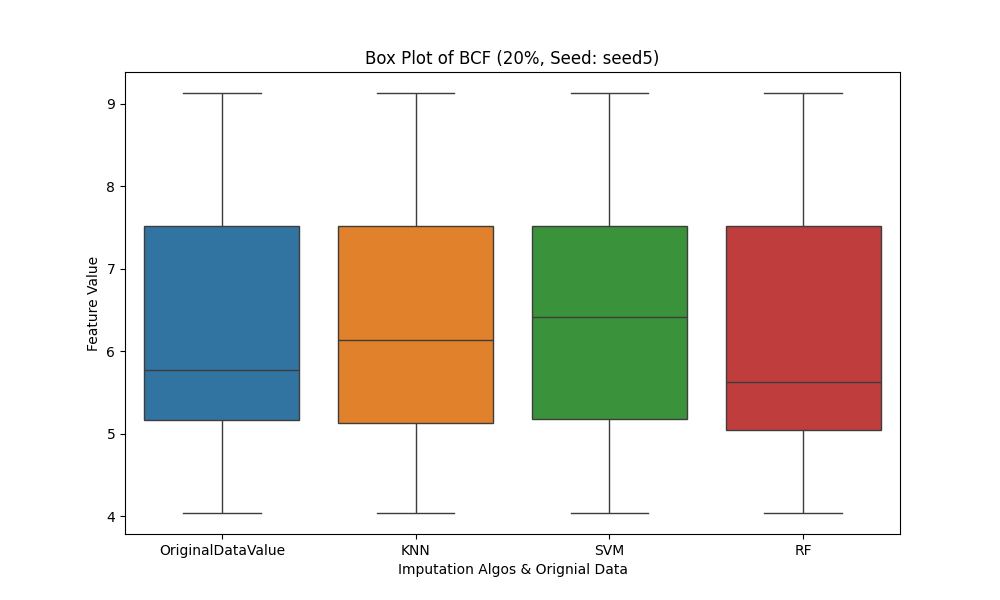 Box Plot of BCF (20%, Seed: seed5)
Feature Value
9
8
7
6
5
4
OriginalDataValue KNN SVM RF
Imputation Algos & Orignial Data